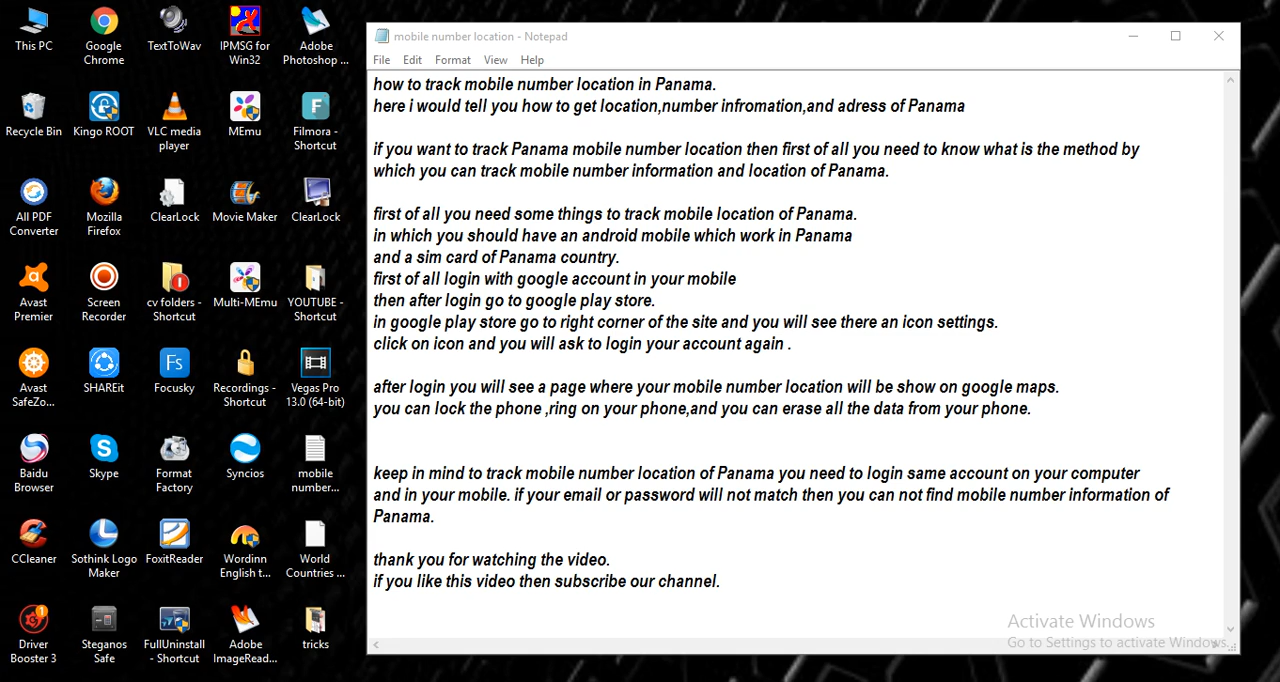 This PC
Google Chrome
TextToWav
IPMSG for Win32
Adobe Photoshop ...
Recycle Bin
Kingo ROOT
VLC media player
MEmu
Filmora - Shortcut
All PDF Converter
Mozilla Firefox
ClearLock
Movie Maker
ClearLock
Avast Premier
Screen Recorder
cv folders - Shortcut
Multi-MEmu
YOUTUBE - Shortcut
Avast SafeZo...
SHAREit
Focusky
Recordings - Shortcut
Vegas Pro 13.0 (64-bit)
Baidu Browser
Skype
Format Factory
Syncios
mobile number...
CCleaner
Sothink Logo Maker
FoxitReader
Wordinn English t...
World Countries ...
Driver Booster 3
Steganos Safe
FullUninstall - Shortcut
Adobe ImageRead...
tricks
mobile number location - Notepad
File Edit Format View Help
how to track mobile number location in Panama.
here i would tell you how to get location,number infromation,and adress of Panama
if you want to track Panama mobile number location then first of all you need to know what is the method by
which you can track mobile number information and location of Panama.
first of all you need some things to track mobile location of Panama.
in which you should have an android mobile which work in Panama
and a sim card of Panama country.
first of all login with google account in your mobile
then after login go to google play store.
in google play store go to right corner of the site and you will see there an icon settings.
click on icon and you will ask to login your account again .
after login you will see a page where your mobile number location will be show on google maps.
you can lock the phone ,ring on your phone,and you can erase all the data from your phone.
keep in mind to track mobile number location of Panama you need to login same account on your computer
and in your mobile. if your email or password will not match then you can not find mobile number information of
Panama.
thank you for watching the video.
if you like this video then subscribe our channel.
Activate Windows
Go to Settings to activate Windows.